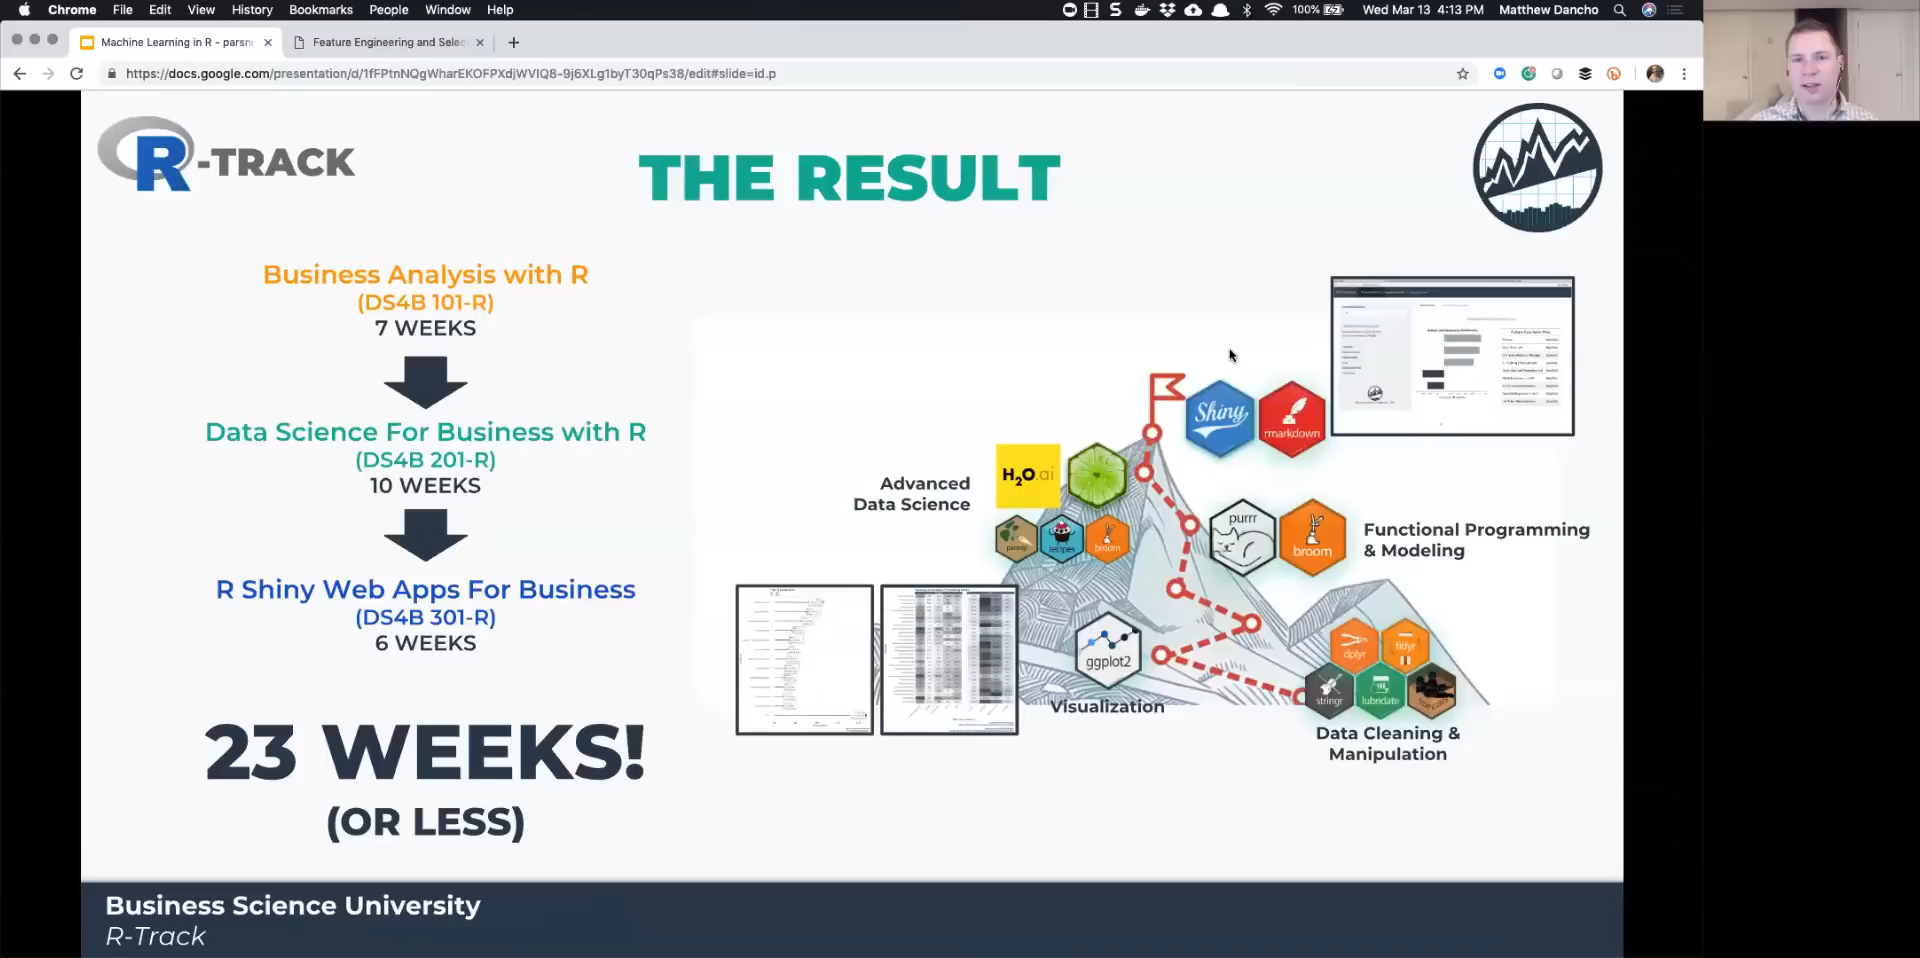 Chrome File Edit View History Bookmarks People Window Help
100% Wed Mar 13 4:13 PM Matthew Dancho
Machine Learning in R - parsn
Feature Engineering and Selec
https://docs.google.com/presentation/d/1fFPtnNQgWharEKOFPXdjWVIQ8-9j6XLg1byT30qPs38/edit#slide=id.p
R-TRACK
THE RESULT
Business Analysis with R
(DS4B 101-R)
7 WEEKS
Data Science For Business with R
(DS4B 201-R)
10 WEEKS
R Shiny Web Apps For Business
(DS4B 301-R)
6 WEEKS
23 WEEKS!
(OR LESS)
Shiny
rmarkdown
H2O.ai
Advanced
Data Science
parsnip
recipes
broom
purrr
broom
Functional Programming
& Modeling
ggplot2
Visualization
dplyr
tidyr
stringr
lubridate
forcats
Data Cleaning &
Manipulation
Business Science University
R-Track